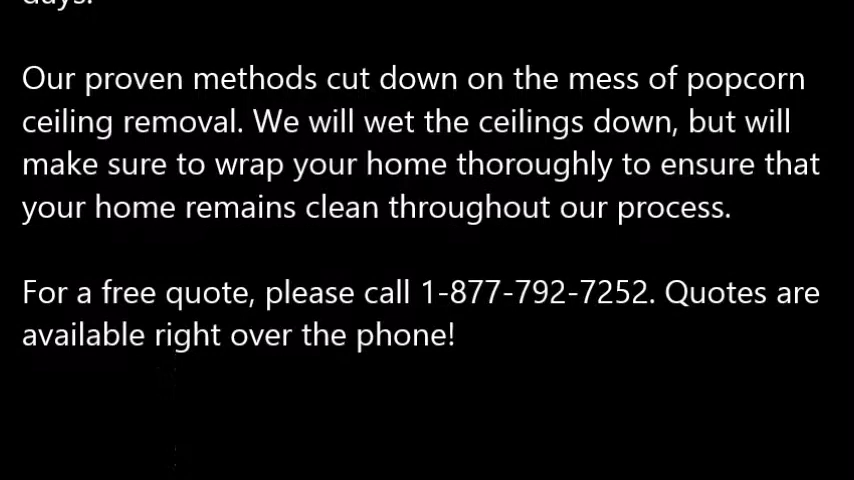 days.
Our proven methods cut down on the mess of popcorn
ceiling removal. We will wet the ceilings down, but will
make sure to wrap your home thoroughly to ensure that
your home remains clean throughout our process.
For a free quote, please call 1-877-792-7252. Quotes are
available right over the phone!